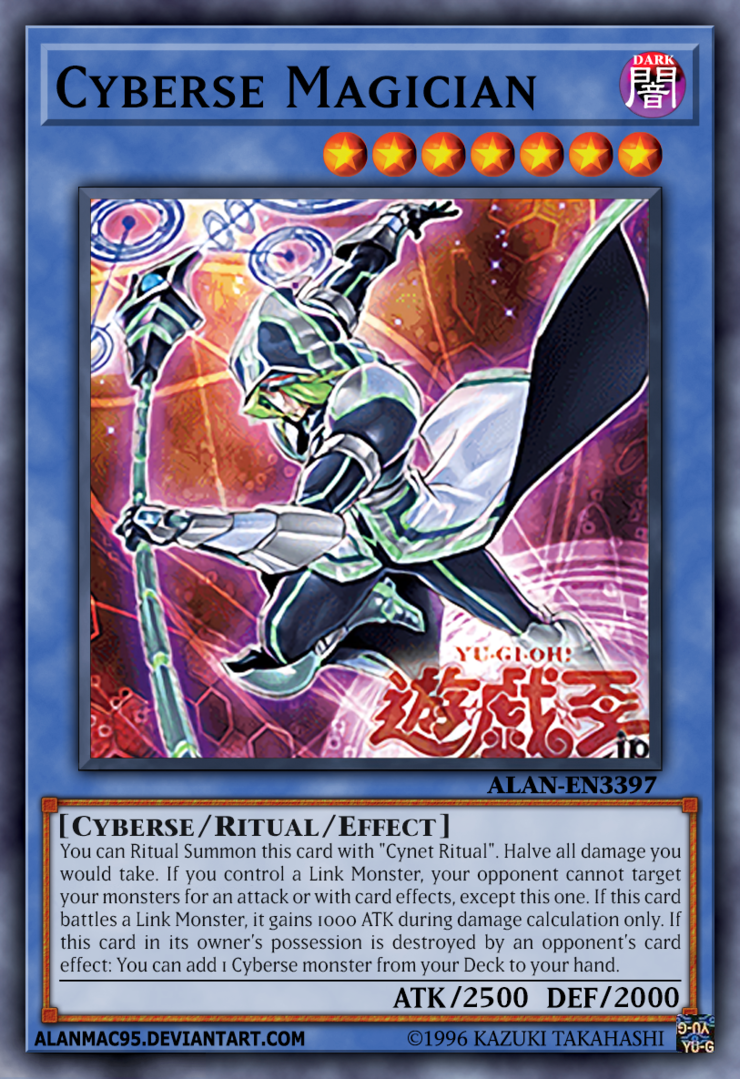 Cyberse Magician
DARK
闇
YU-GI-OH!
遊戯王
jp
ALAN-EN3397
[Cyberse/Ritual/Effect]
You can Ritual Summon this card with "Cynet Ritual". Halve all damage you
would take. If you control a Link Monster, your opponent cannot target
your monsters for an attack or with card effects, except this one. If this card
battles a Link Monster, it gains 1000 ATK during damage calculation only. If
this card in its owner's possession is destroyed by an opponent's card
effect: You can add 1 Cyberse monster from your Deck to your hand.
ATK/2500 DEF/2000
ALANMAC95.DEVIANTART.COM
©1996 KAZUKI TAKAHASHI
YU-G
YU-G